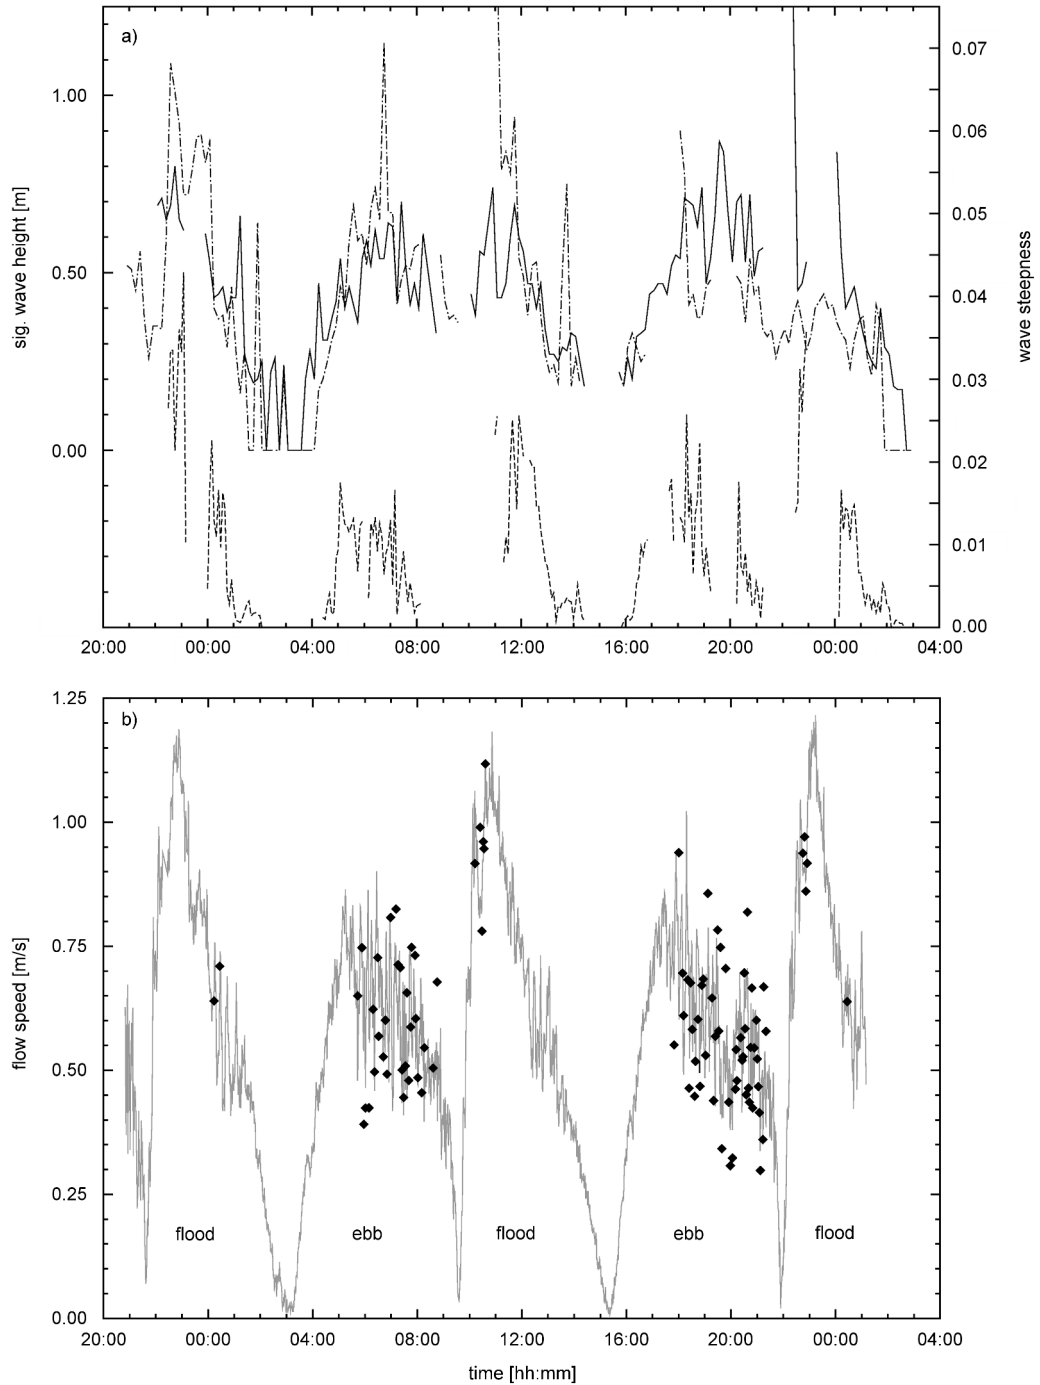 a)
1.00
0.50
0.00
sig. wave height [m]
0.07
0.06
0.05
0.04
0.03
0.02
0.01
0.00
wave steepness
20:00 00:00 04:00 08:00 12:00 16:00 20:00 00:00 04:00
b)
1.25
1.00
0.75
0.50
0.25
0.00
flow speed [m/s]
flood ebb flood ebb flood
20:00 00:00 04:00 08:00 12:00 16:00 20:00 00:00 04:00
time [hh:mm]